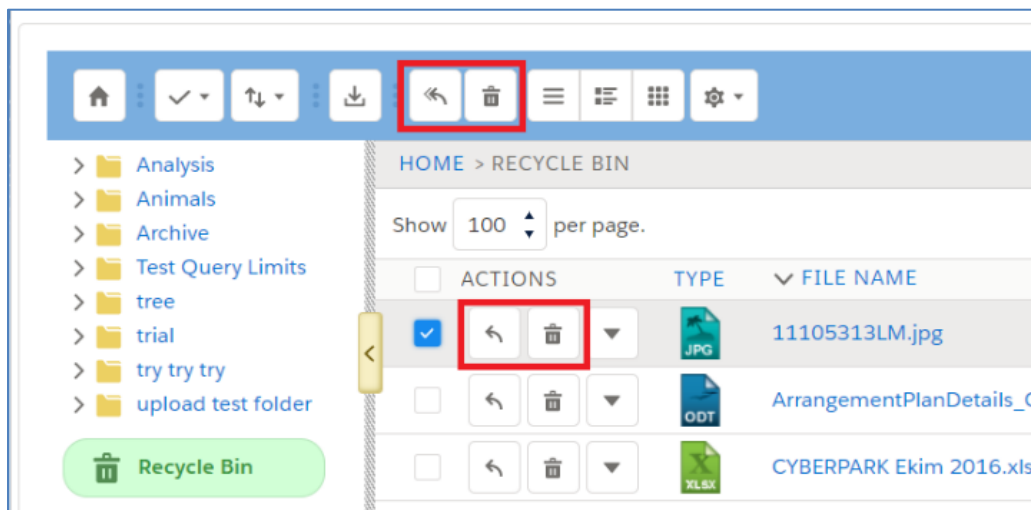 Analysis
Animals
Archive
Test Query Limits
tree
trial
try try try
upload test folder
Recycle Bin
HOME > RECYCLE BIN
Show 100 per page.
ACTIONS TYPE FILE NAME
JPG 11105313LM.jpg
ODT ArrangementPlanDetails_
XLSX CYBERPARK Ekim 2016.xls